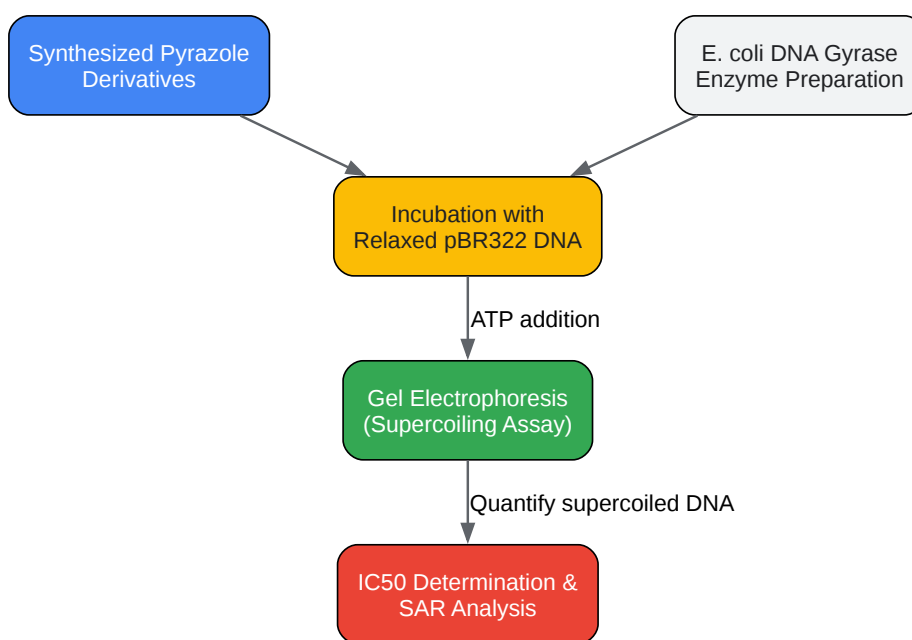 Synthesized Pyrazole
Derivatives
E. coli DNA Gyrase
Enzyme Preparation
Incubation with
Relaxed pBR322 DNA
ATP addition
Gel Electrophoresis
(Supercoiling Assay)
Quantify supercoiled DNA
IC50 Determination &
SAR Analysis